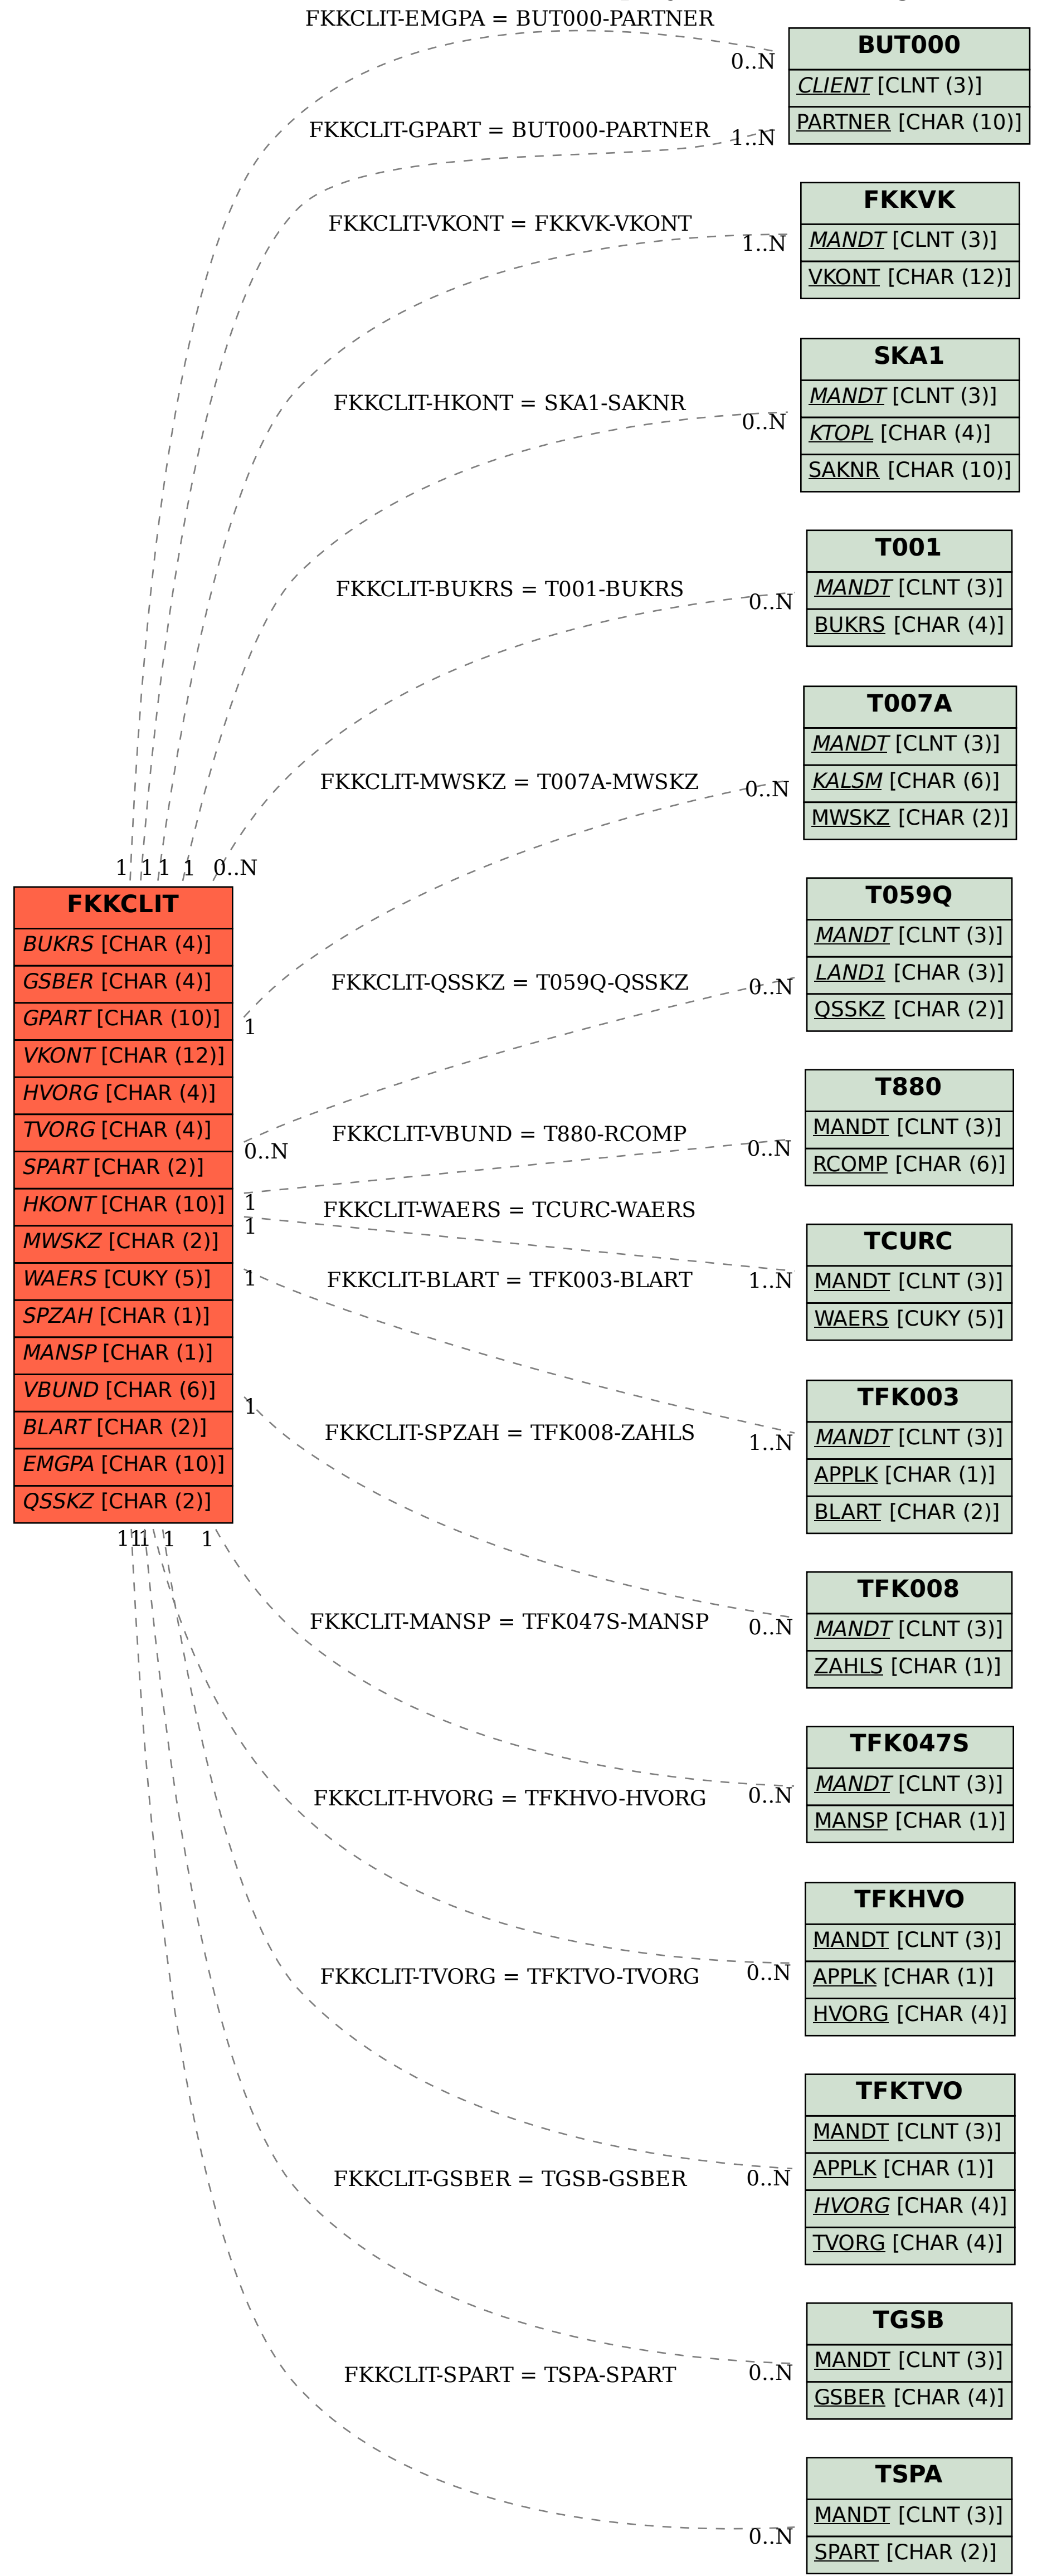 FKKCLIT-EMGPA = BUT000-PARTNER
0..N
BUT000
CLIENT [CLNT (3)]
PARTNER [CHAR (10)]
FKKCLIT-GPART = BUT000-PARTNER
1..N
FKKVK
MANDT [CLNT (3)]
VKONT [CHAR (12)]
FKKCLIT-VKONT = FKKVK-VKONT
1..N
SKA1
MANDT [CLNT (3)]
KTOPL [CHAR (4)]
SAKNR [CHAR (10)]
FKKCLIT-HKONT = SKA1-SAKNR
0..N
T001
MANDT [CLNT (3)]
BUKRS [CHAR (4)]
FKKCLIT-BUKRS = T001-BUKRS
0..N
T007A
MANDT [CLNT (3)]
KALSM [CHAR (6)]
MWSKZ [CHAR (2)]
FKKCLIT-MWSKZ = T007A-MWSKZ
0..N
1 1 1 1 0..N
FKKCLIT
BUKRS [CHAR (4)]
GSBER [CHAR (4)]
GPART [CHAR (10)]
VKONT [CHAR (12)]
HVORG [CHAR (4)]
TVORG [CHAR (4)]
SPART [CHAR (2)]
HKONT [CHAR (10)]
MWSKZ [CHAR (2)]
WAERS [CUKY (5)]
SPZAH [CHAR (1)]
MANSP [CHAR (1)]
VBUND [CHAR (6)]
BLART [CHAR (2)]
EMGPA [CHAR (10)]
QSSKZ [CHAR (2)]
T059Q
MANDT [CLNT (3)]
LAND1 [CHAR (3)]
QSSKZ [CHAR (2)]
FKKCLIT-QSSKZ = T059Q-QSSKZ
0..N
1
0..N
T880
MANDT [CLNT (3)]
RCOMP [CHAR (6)]
FKKCLIT-VBUND = T880-RCOMP
0..N
1
1
FKKCLIT-WAERS = TCURC-WAERS
TCURC
MANDT [CLNT (3)]
WAERS [CUKY (5)]
1..N
1
FKKCLIT-BLART = TFK003-BLART
TFK003
MANDT [CLNT (3)]
APPLK [CHAR (1)]
BLART [CHAR (2)]
1..N
1
FKKCLIT-SPZAH = TFK008-ZAHLS
1 1 1 1 1
TFK008
MANDT [CLNT (3)]
ZAHLS [CHAR (1)]
0..N
FKKCLIT-MANSP = TFK047S-MANSP
TFK047S
MANDT [CLNT (3)]
MANSP [CHAR (1)]
0..N
FKKCLIT-HVORG = TFKHVO-HVORG
TFKHVO
MANDT [CLNT (3)]
APPLK [CHAR (1)]
HVORG [CHAR (4)]
0..N
FKKCLIT-TVORG = TFKTVO-TVORG
TFKTVO
MANDT [CLNT (3)]
APPLK [CHAR (1)]
HVORG [CHAR (4)]
TVORG [CHAR (4)]
0..N
FKKCLIT-GSBER = TGSB-GSBER
TGSB
MANDT [CLNT (3)]
GSBER [CHAR (4)]
0..N
FKKCLIT-SPART = TSPA-SPART
TSPA
MANDT [CLNT (3)]
SPART [CHAR (2)]
0..N